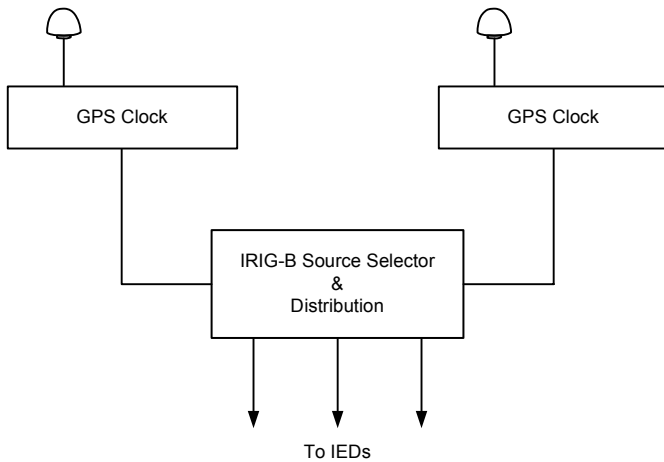 GPS Clock
GPS Clock
IRIG-B Source Selector
&
Distribution
To IEDs